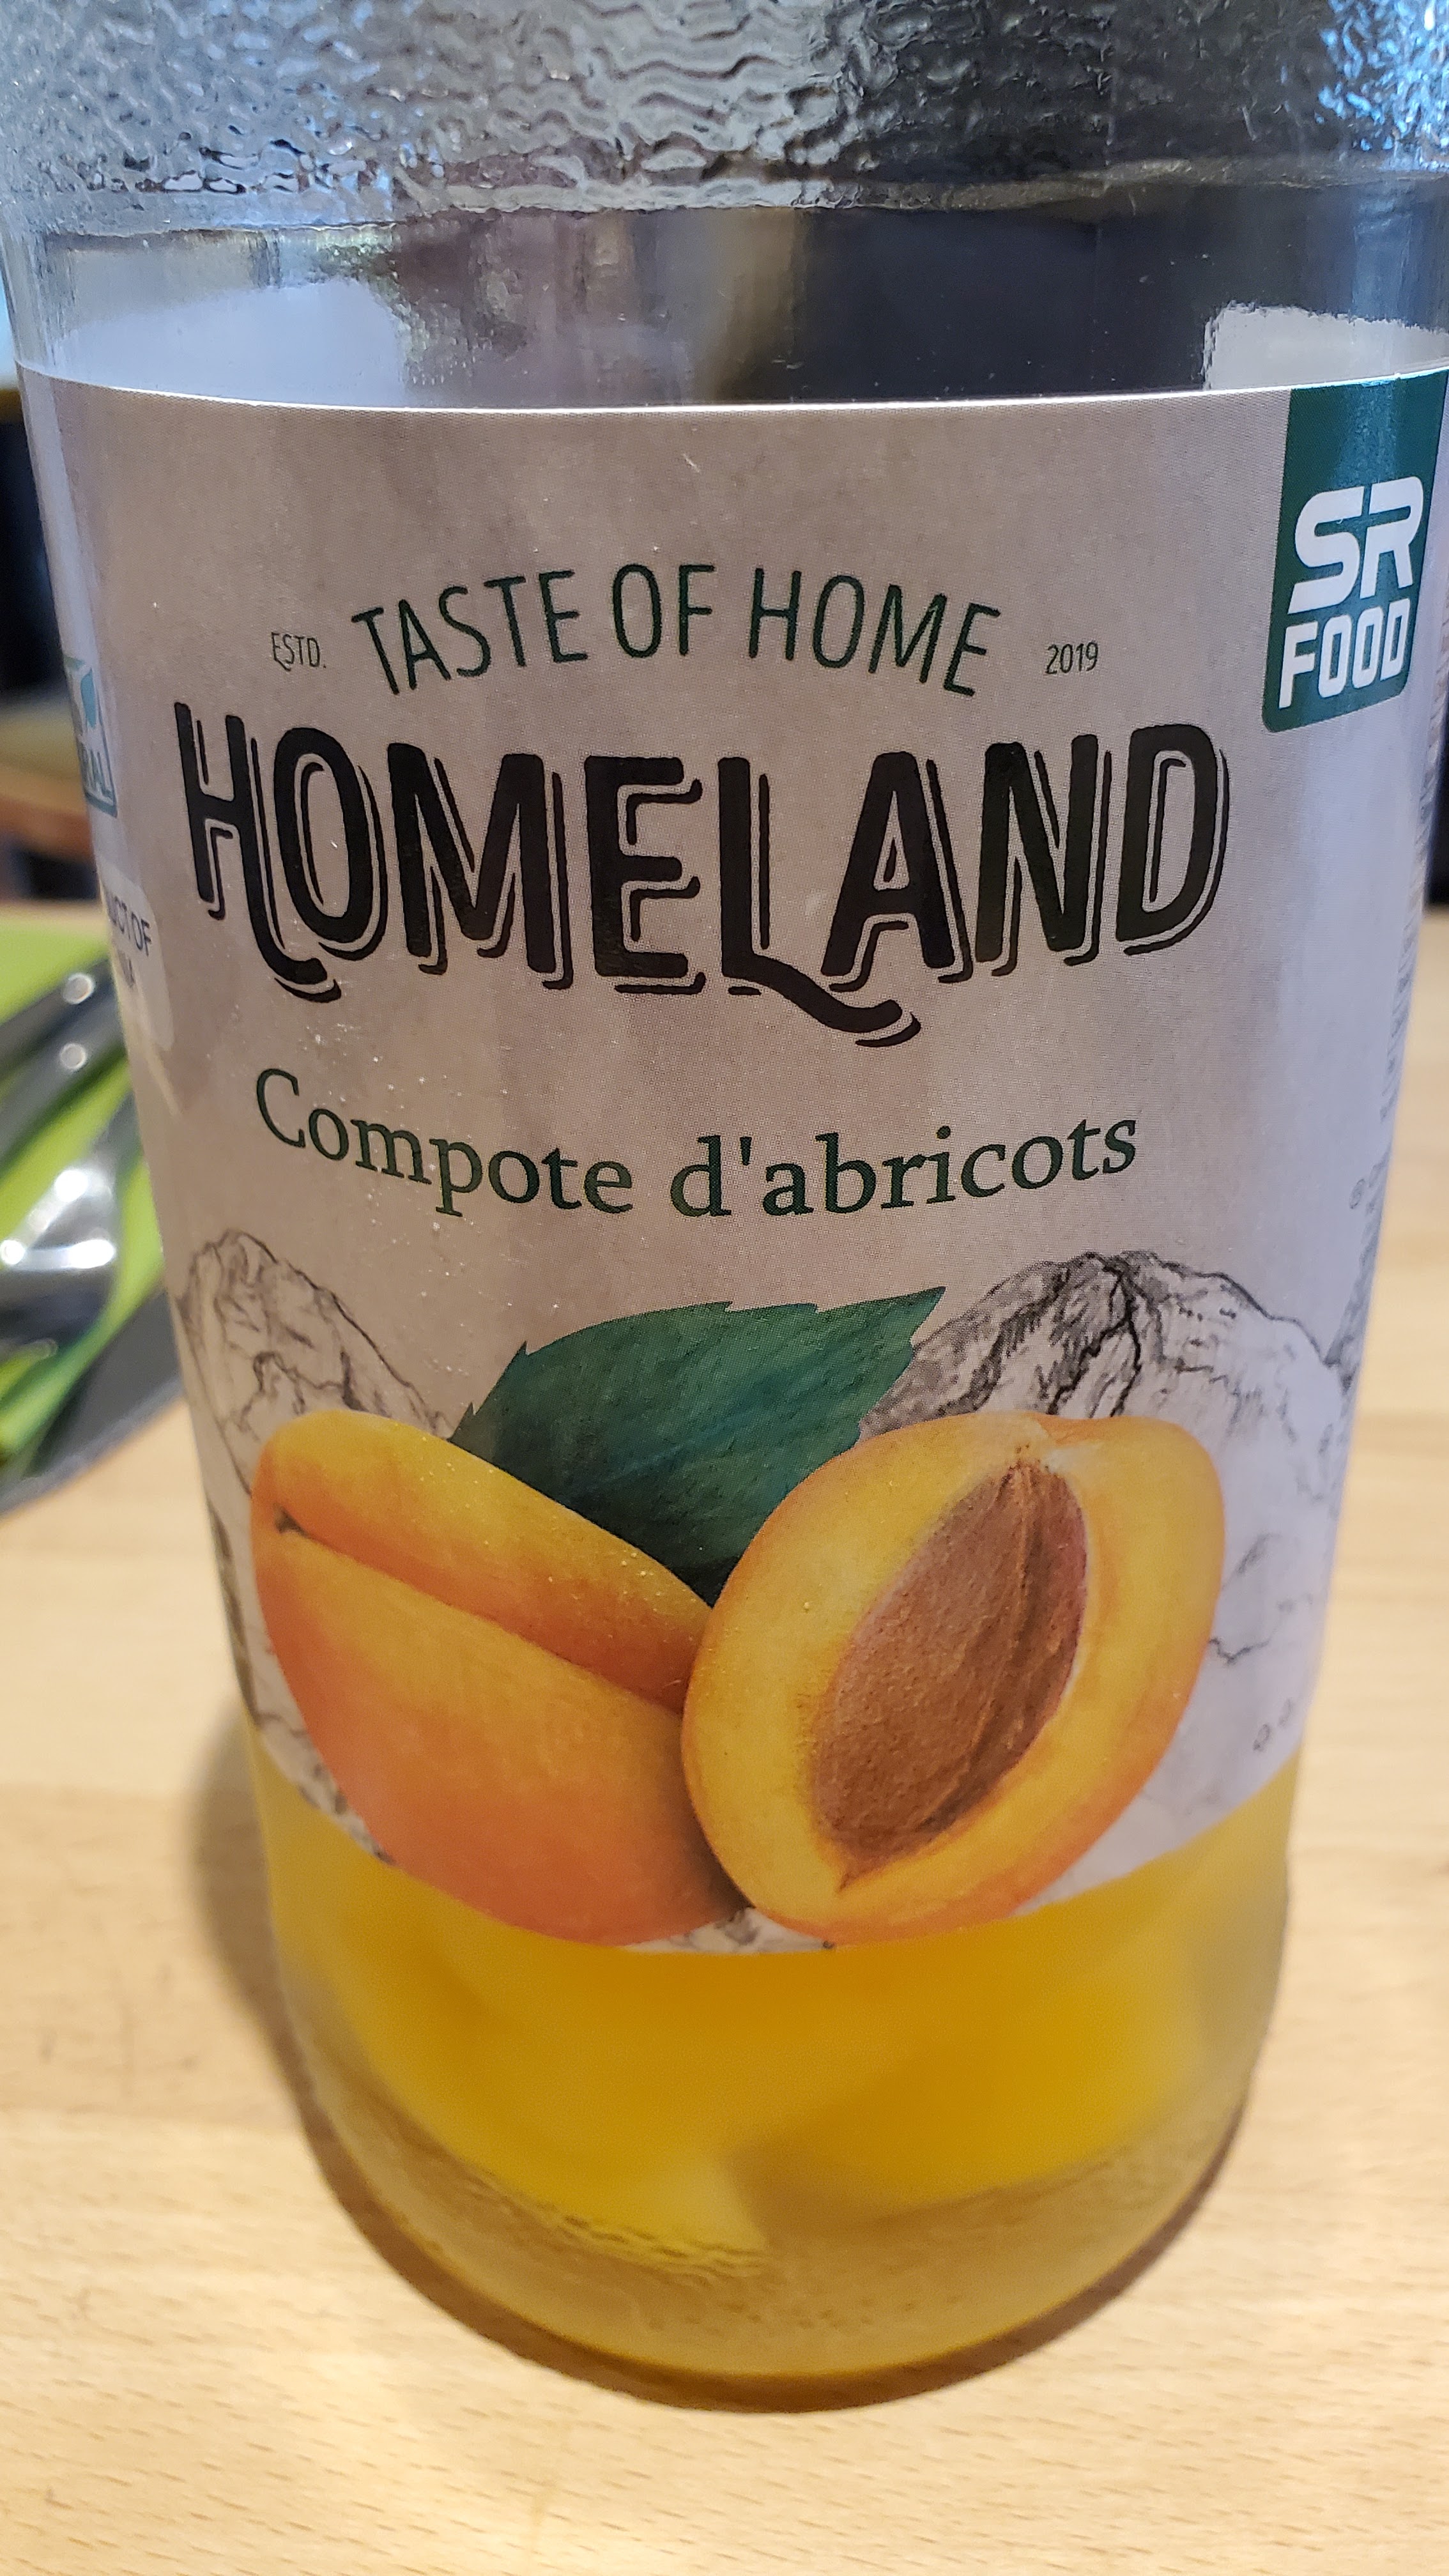 ESTD. TASTE OF HOME 2019
SR
FOOD
HOMELAND
Compote d'abricots